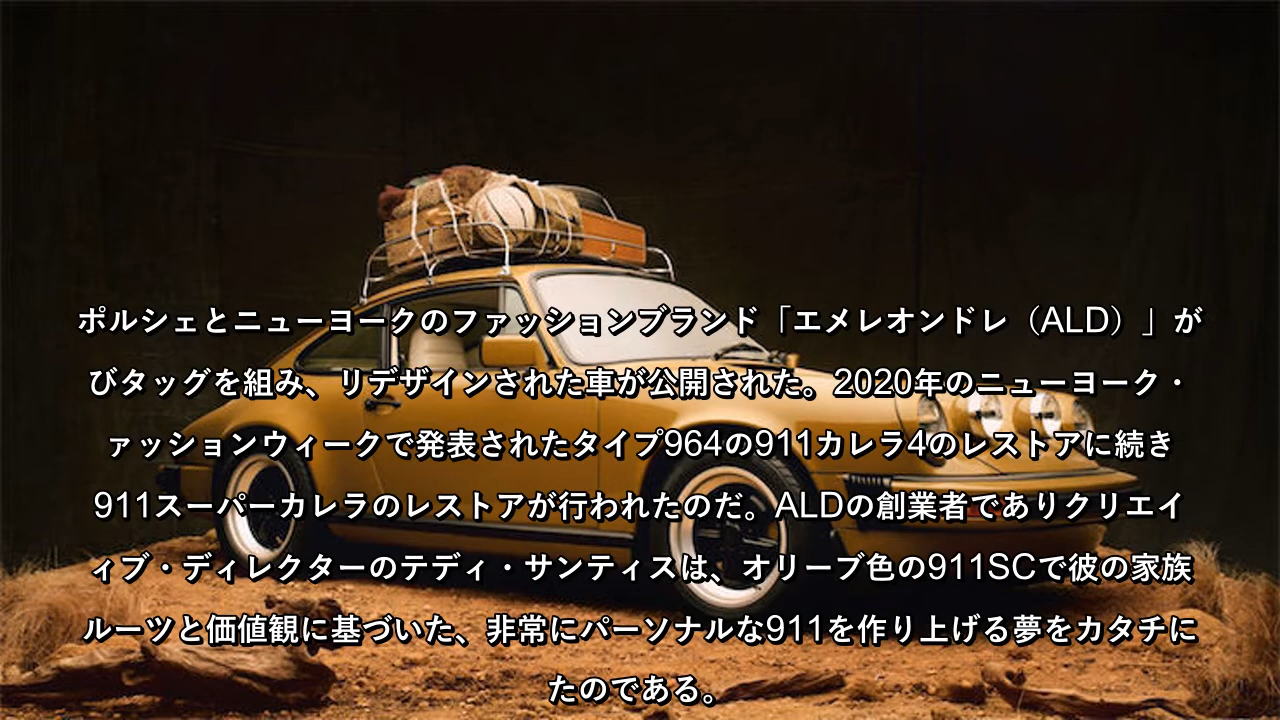 ポルシェとニューヨークのファッションブランド「エメレオンドレ（ALD）」が
びタッグを組み、リデザインされた車が公開された。2020年のニューヨーク・
ァッションウィークで発表されたタイプ964の911カレラ4のレストアに続き
911スーパーカレラのレストアが行われたのだ。ALDの創業者でありクリエイ
ィブ・ディレクターのテディ・サンティスは、オリーブ色の911SCで彼の家族
ルーツと価値観に基づいた、非常にパーソナルな911を作り上げる夢をカタチに
たのである。